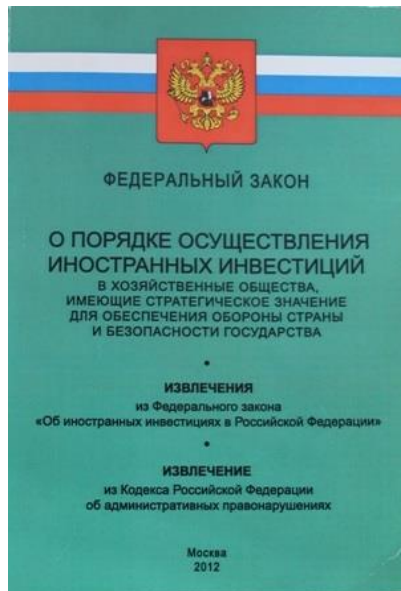 ФЕДЕРАЛЬНЫЙ ЗАКОН
О ПОРЯДКЕ ОСУЩЕСТВЛЕНИЯ
ИНОСТРАННЫХ ИНВЕСТИЦИЙ
В ХОЗЯЙСТВЕННЫЕ ОБЩЕСТВА,
ИМЕЮЩИЕ СТРАТЕГИЧЕСКОЕ ЗНАЧЕНИЕ
ДЛЯ ОБЕСПЕЧЕНИЯ ОБОРОНЫ СТРАНЫ
И БЕЗОПАСНОСТИ ГОСУДАРСТВА
•
ИЗВЛЕЧЕНИЯ
из Федерального закона
«Об иностранных инвестициях в Российской Федерации»
•
ИЗВЛЕЧЕНИЕ
из Кодекса Российской Федерации
об административных правонарушениях
Москва
2012